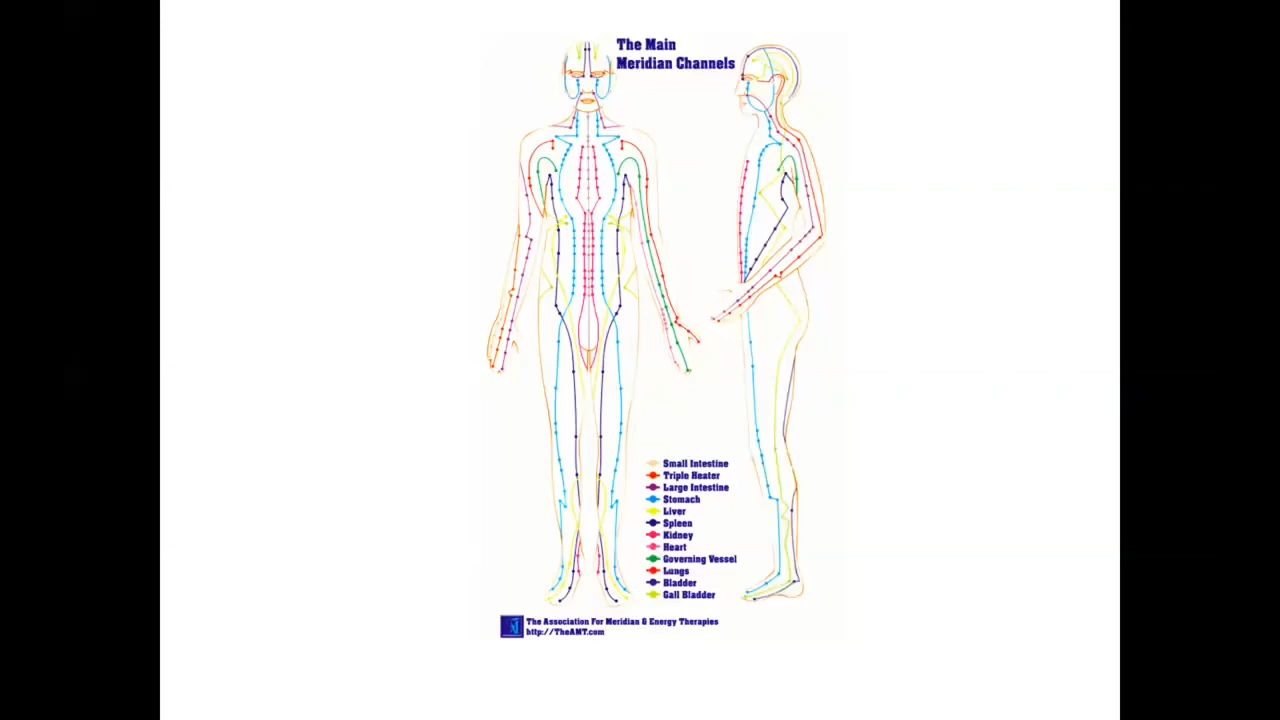 The Main
Meridian Channels
Small Intestine
Triple Heater
Large Intestine
Stomach
Liver
Spleen
Kidney
Heart
Governing Vessel
Lungs
Bladder
Gall Bladder
The Association For Meridian & Energy Therapies
http://TheAMT.com